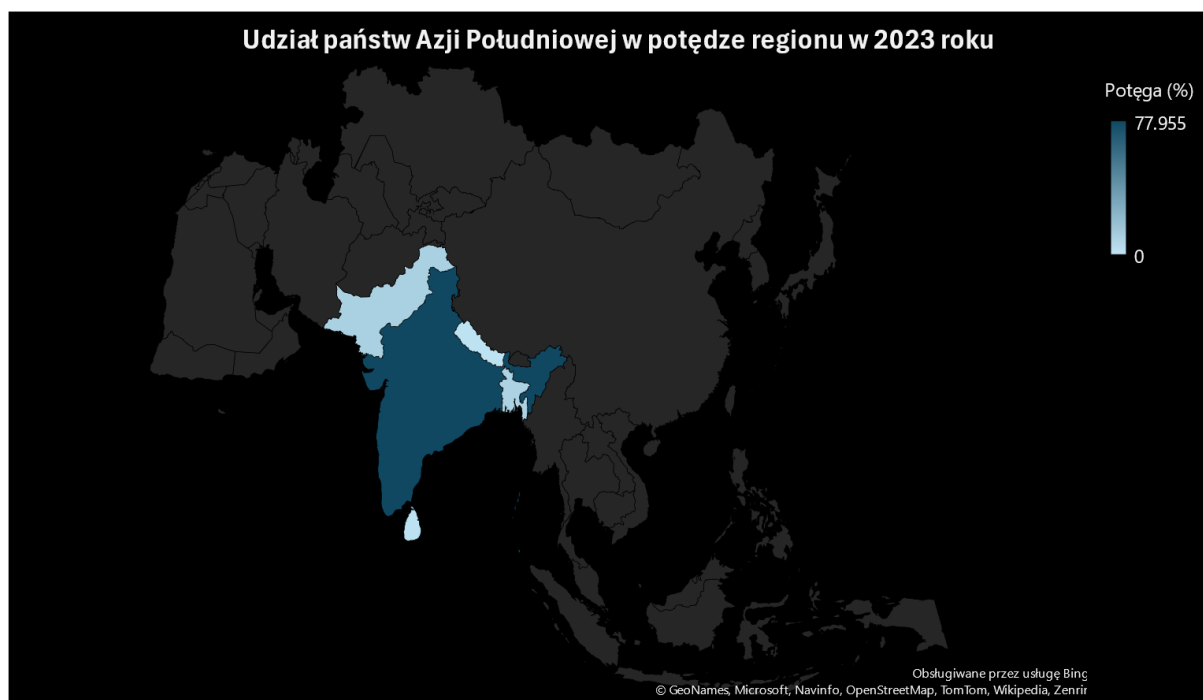 Udział państw Azji Południowej w potędze regionu w 2023 roku
Potęga (%)
77.955
0
Obsługiwane przez usługę Bing
© GeoNames, Microsoft, Navinfo, OpenStreetMap, TomTom, Wikipedia, Zenrin